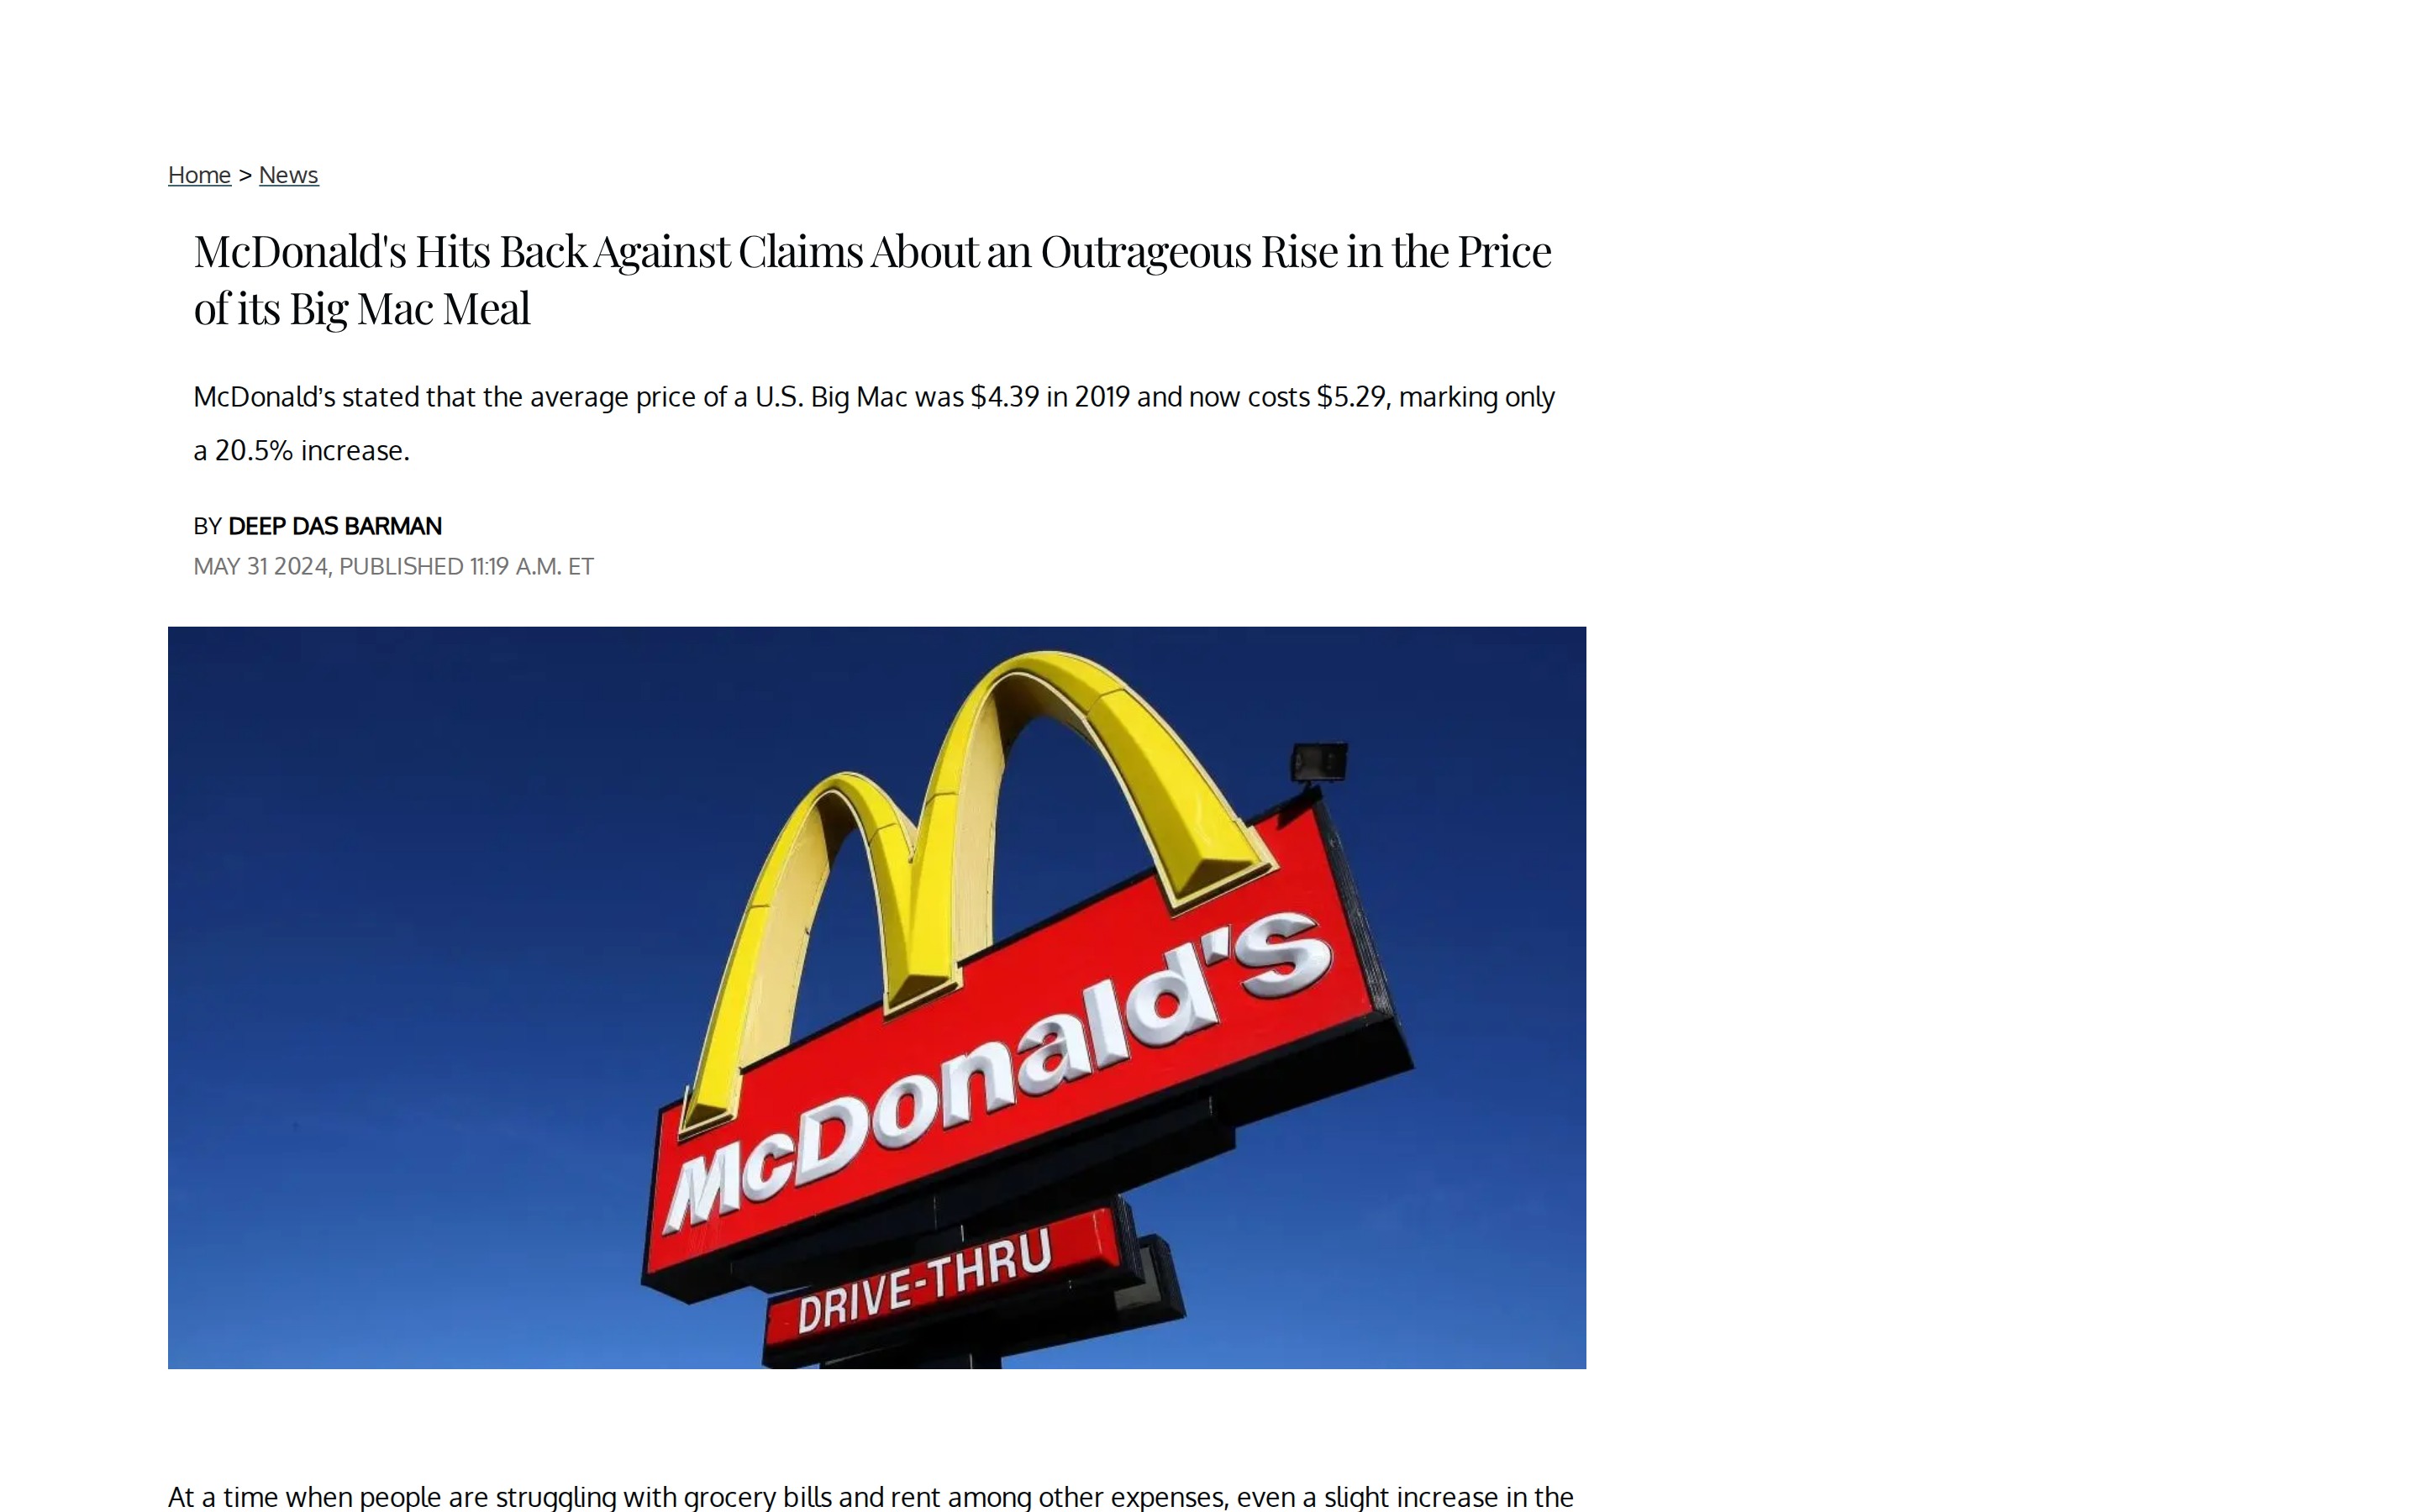 Home > News
McDonald's Hits Back Against Claims About an Outrageous Rise in the Price
of its Big Mac Meal
McDonald’s stated that the average price of a U.S. Big Mac was $4.39 in 2019 and now costs $5.29, marking only
a 20.5% increase.
BY DEEP DAS BARMAN
MAY 31 2024, PUBLISHED 11:19 A.M. ET
McDonald's
DRIVE-THRU
At a time when people are struggling with grocery bills and rent among other expenses, even a slight increase in the